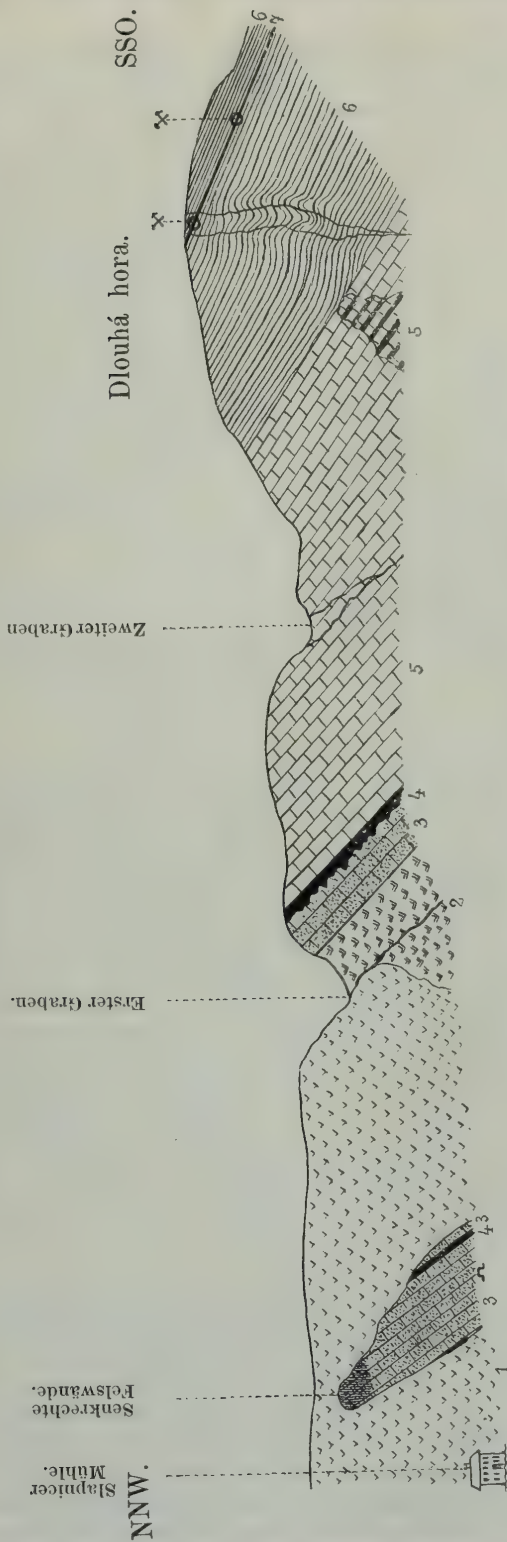 NNW.
Slapnicer
Mühle.
Senkrechte
Felswände.
Erster Graben.
Zweiter Graben
Dlouhá hora.
SSO.
1
3
4 3
2
3
4
5
5
6
6
7